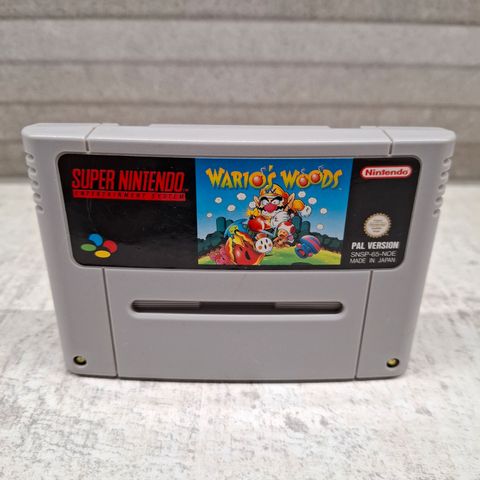 SUPER NINTENDO
ENTERTAINMENT SYSTEM
WARIO'S WOODS
Nintendo
PAL VERSION
SNSP-65-NOE
MADE IN JAPAN